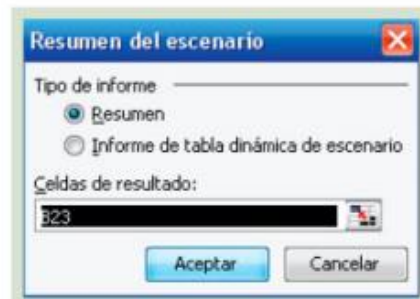 Resumen del escenario
Tipo de informe
Resumen
Informe de tabla dinámica de escenario
Celdas de resultado:
B23
Aceptar
Cancelar